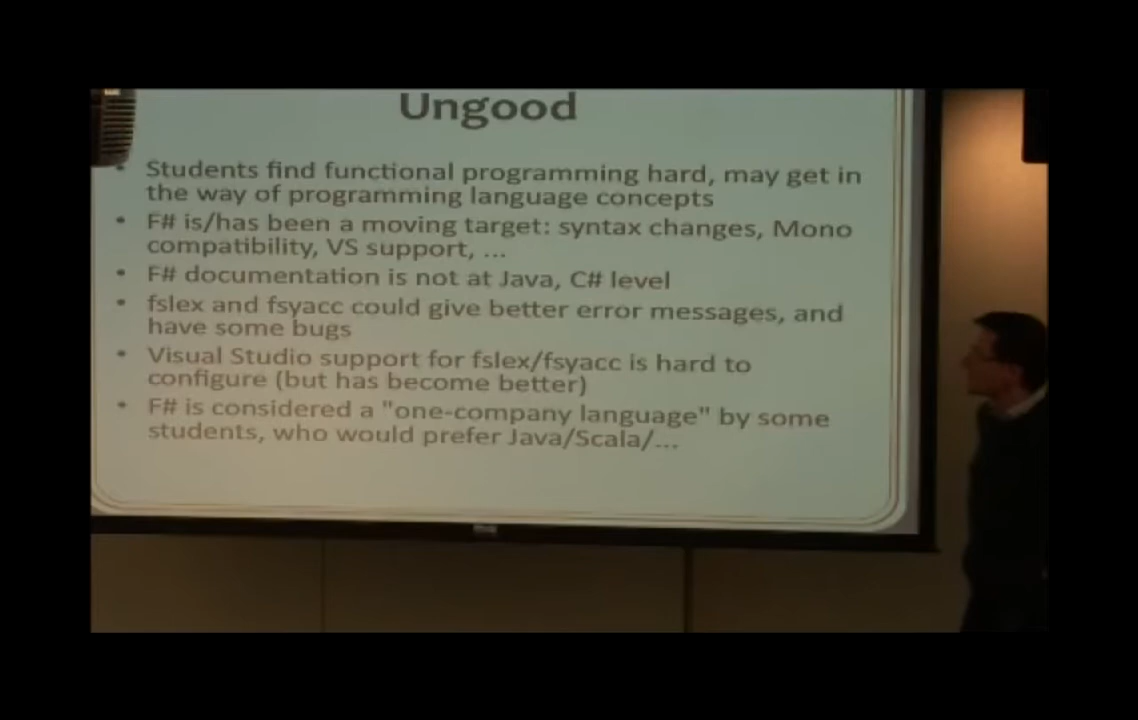 Ungood
• Students find functional programming hard, may get in
the way of programming language concepts
• F# is/has been a moving target: syntax changes, Mono
compatibility, VS support, ...
• F# documentation is not at Java, C# level
• fslex and fsyacc could give better error messages, and
have some bugs
• Visual Studio support for fslex/fsyacc is hard to
configure (but has become better)
• F# is considered a "one-company language" by some
students, who would prefer Java/Scala/...